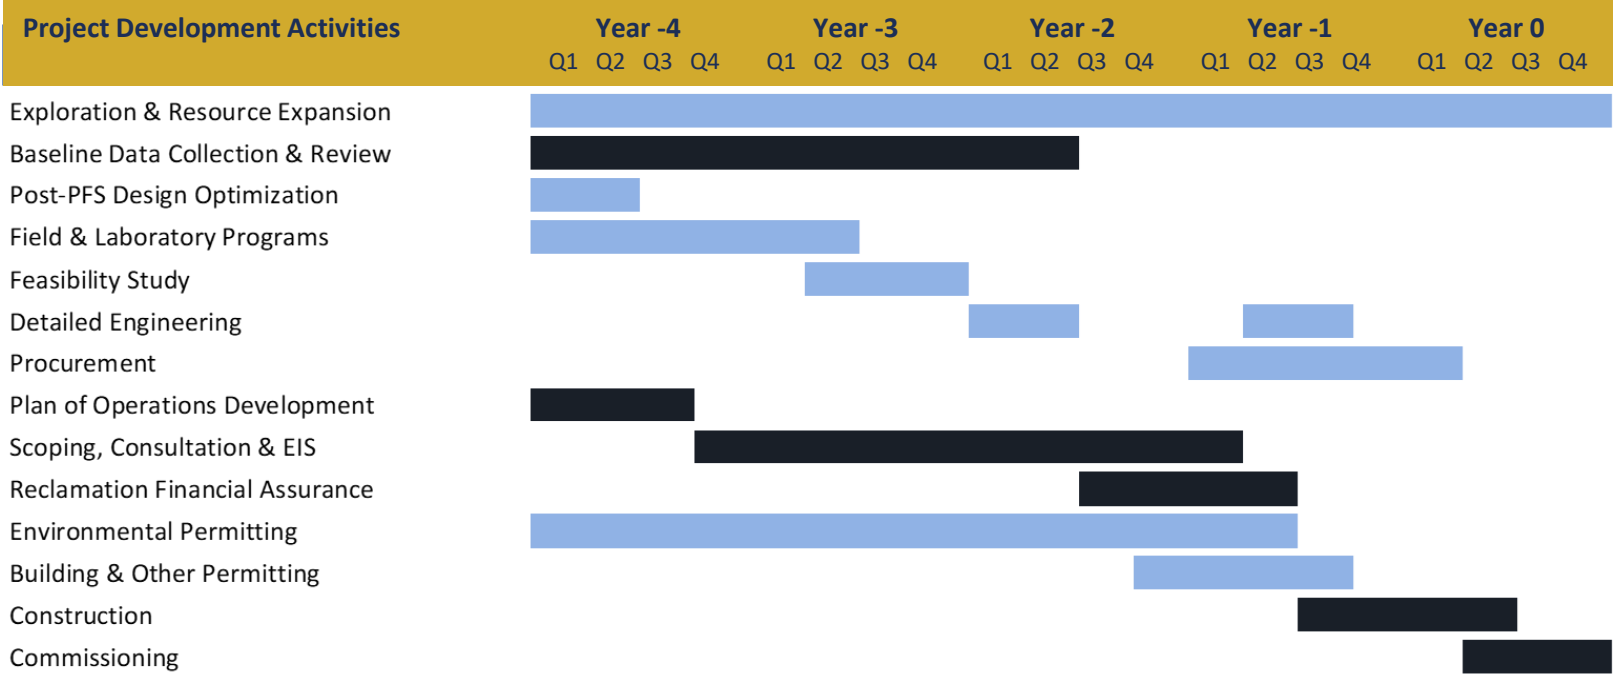 Project Development Activities Year -4 Year -3 Year -2 Year -1 Year 0
Q1 Q2 Q3 Q4 Q1 Q2 Q3 Q4 Q1 Q2 Q3 Q4 Q1 Q2 Q3 Q4 Q1 Q2 Q3 Q4
Exploration & Resource Expansion
Baseline Data Collection & Review
Post-PFS Design Optimization
Field & Laboratory Programs
Feasibility Study
Detailed Engineering
Procurement
Plan of Operations Development
Scoping, Consultation & EIS
Reclamation Financial Assurance
Environmental Permitting
Building & Other Permitting
Construction
Commissioning